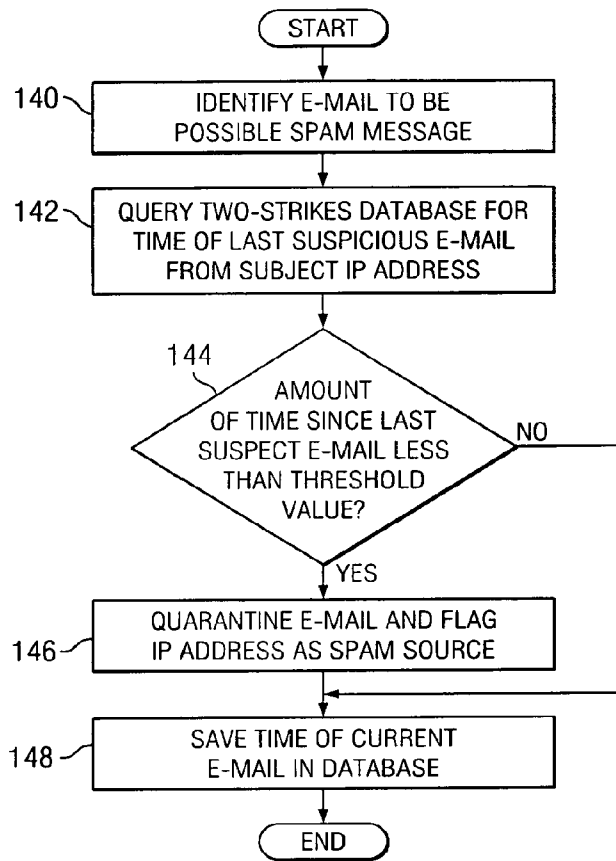 START
140
IDENTIFY E-MAIL TO BE
POSSIBLE SPAM MESSAGE
142
QUERY TWO-STRIKES DATABASE FOR
TIME OF LAST SUSPICIOUS E-MAIL
FROM SUBJECT IP ADDRESS
144
AMOUNT
OF TIME SINCE LAST
SUSPECT E-MAIL LESS
THAN THRESHOLD
VALUE?
NO
YES
146
QUARANTINE E-MAIL AND FLAG
IP ADDRESS AS SPAM SOURCE
148
SAVE TIME OF CURRENT
E-MAIL IN DATABASE
END